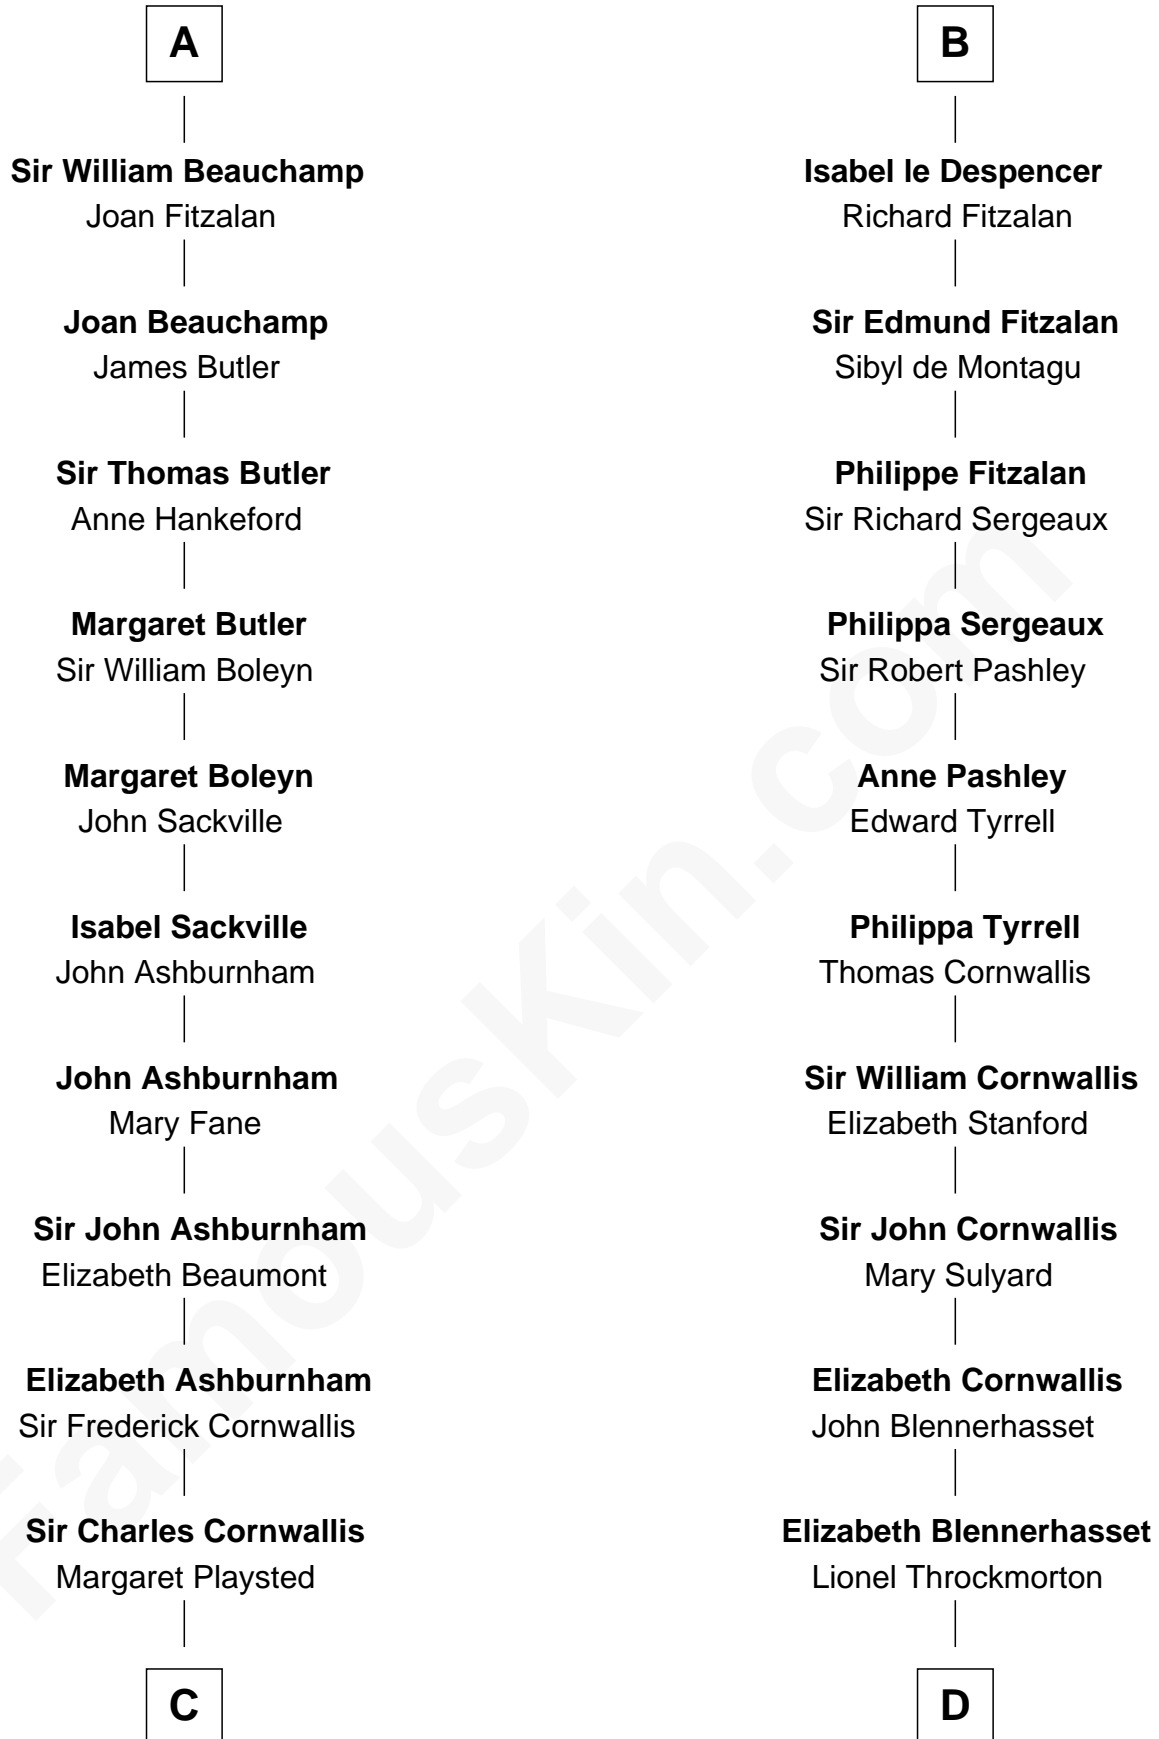 A
Sir William Beauchamp
Joan Fitzalan
Joan Beauchamp
James Butler
Sir Thomas Butler
Anne Hankeford
Margaret Butler
Sir William Boleyn
Margaret Boleyn
John Sackville
Isabel Sackville
John Ashburnham
John Ashburnham
Mary Fane
Sir John Ashburnham
Elizabeth Beaumont
Elizabeth Ashburnham
Sir Frederick Cornwallis
Sir Charles Cornwallis
Margaret Playsted
C
B
Isabel le Despencer
Richard Fitzalan
Sir Edmund Fitzalan
Sibyl de Montagu
Philippe Fitzalan
Sir Richard Sergeaux
Philippa Sergeaux
Sir Robert Pashley
Anne Pashley
Edward Tyrrell
Philippa Tyrrell
Thomas Cornwallis
Sir William Cornwallis
Elizabeth Stanford
Sir John Cornwallis
Mary Sulyard
Elizabeth Cornwallis
John Blennerhasset
Elizabeth Blennerhasset
Lionel Throckmorton
D
FamousKin.com